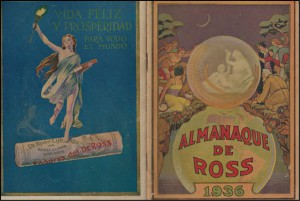 VIDA FELIZ
Y PROSPERIDAD
PARA TODO
EL MUNDO
ALMANAQUE
DE
ROSS
1936